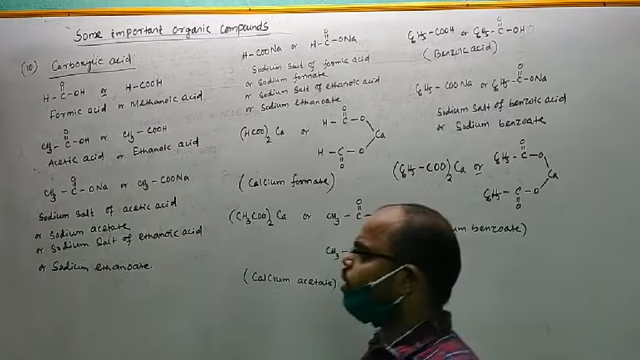 Some important organic compounds
(10) Carboxylic acid
H-C-OH or H-COOH
O
Formic acid or Methanoic acid
O
CH3-C-OH or CH3-COOH
Acetic acid or Ethanoic acid
O
CH3-C-ONa or CH3-COONa
Sodium salt of acetic acid
or Sodium acetate
or Sodium salt of ethanoic acid
or Sodium ethanoate.
O
H-COONa or H-C-ONa
Sodium salt of formic acid
or Sodium formate
or Sodium salt of ethanoic acid
or Sodium ethanoate
O
(HCOO)2 Ca or H-C-O
Ca
H-C-O
O
(Calcium formate)
O
(CH3COO)2 Ca or CH3-C-
CH3-
(Calcium acetate
O
C6H5-COOH or C6H5-C-OH
(Benzoic acid)
O
C6H5-COONa or C6H5-C-ONa
Sodium salt of benzoic acid
or Sodium benzoate
O
(C6H5-COO)2 Ca or C6H5-C-O
Ca
C6H5-C-O
O
um benzoate)